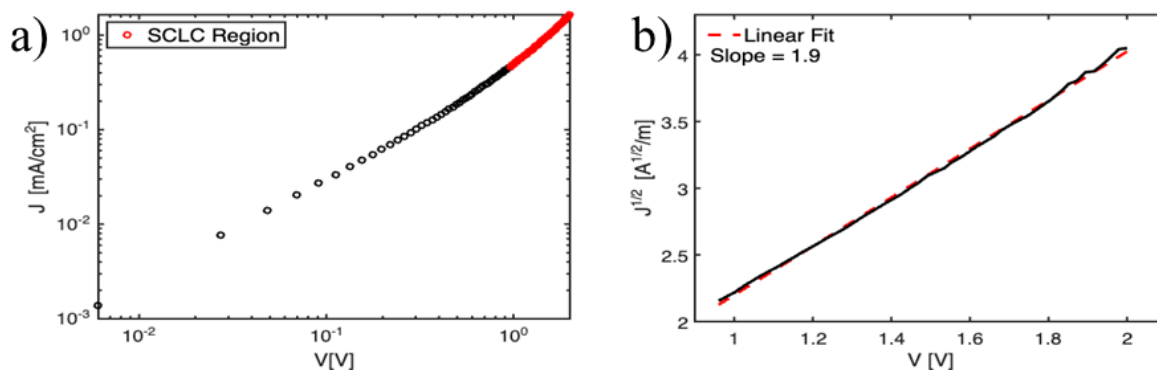 a)
SCLC Region
10^0
10^-1
10^-2
10^-3
J [mA/cm^2]
10^-2
10^-1
10^0
V[V]
b)
Linear Fit
Slope = 1.9
4
3.5
3
2.5
2
J^1/2 [A^1/2/m]
1
1.2
1.4
1.6
1.8
2
V [V]